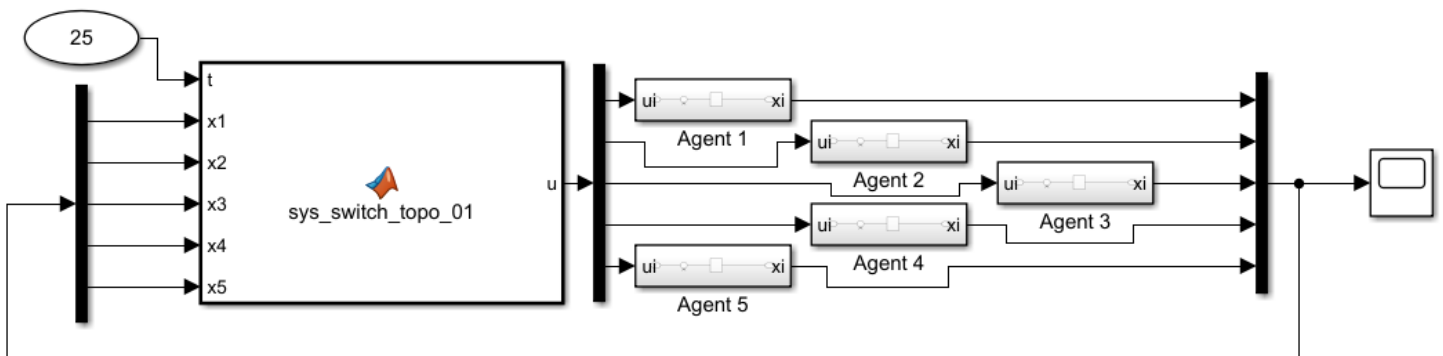 25
t
x1
x2
x3
x4
x5
sys_switch_topo_01
u
ui xi
Agent 1
ui xi
Agent 2
ui xi
Agent 3
ui xi
Agent 4
ui xi
Agent 5